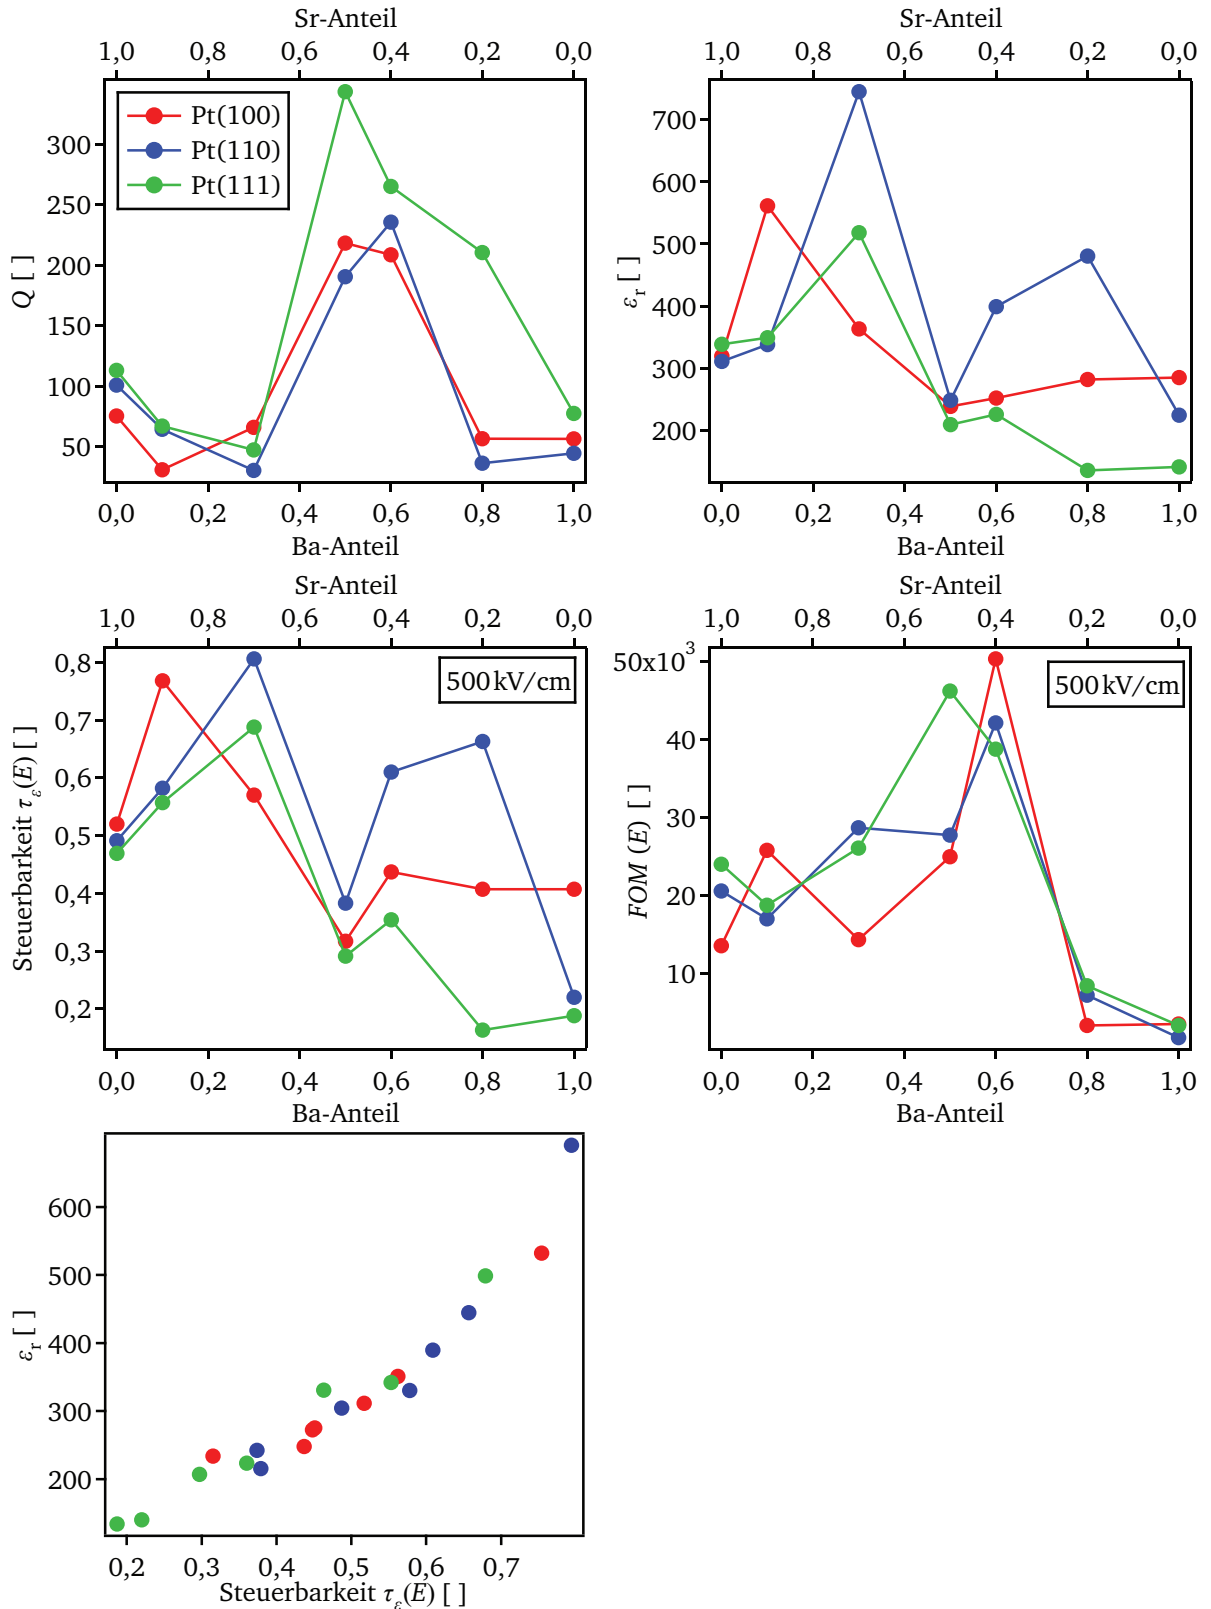 Sr-Anteil
1,0 0,8 0,6 0,4 0,2 0,0
Pt(100)
Pt(110)
Pt(111)
300
250
200
150
100
50
Q [ ]
0,0 0,2 0,4 0,6 0,8 1,0
Ba-Anteil
Sr-Anteil
1,0 0,8 0,6 0,4 0,2 0,0
700
600
500
400
300
200
εr [ ]
0,0 0,2 0,4 0,6 0,8 1,0
Ba-Anteil
Sr-Anteil
1,0 0,8 0,6 0,4 0,2 0,0
500 kV/cm
0,8
0,7
0,6
0,5
0,4
0,3
0,2
Steuerbarkeit τε(E) [ ]
0,0 0,2 0,4 0,6 0,8 1,0
Ba-Anteil
Sr-Anteil
1,0 0,8 0,6 0,4 0,2 0,0
500 kV/cm
50x10³
40
30
20
10
FOM (E) [ ]
0,0 0,2 0,4 0,6 0,8 1,0
Ba-Anteil
600
500
400
300
200
εr [ ]
0,2 0,3 0,4 0,5 0,6 0,7
Steuerbarkeit τε(E) [ ]